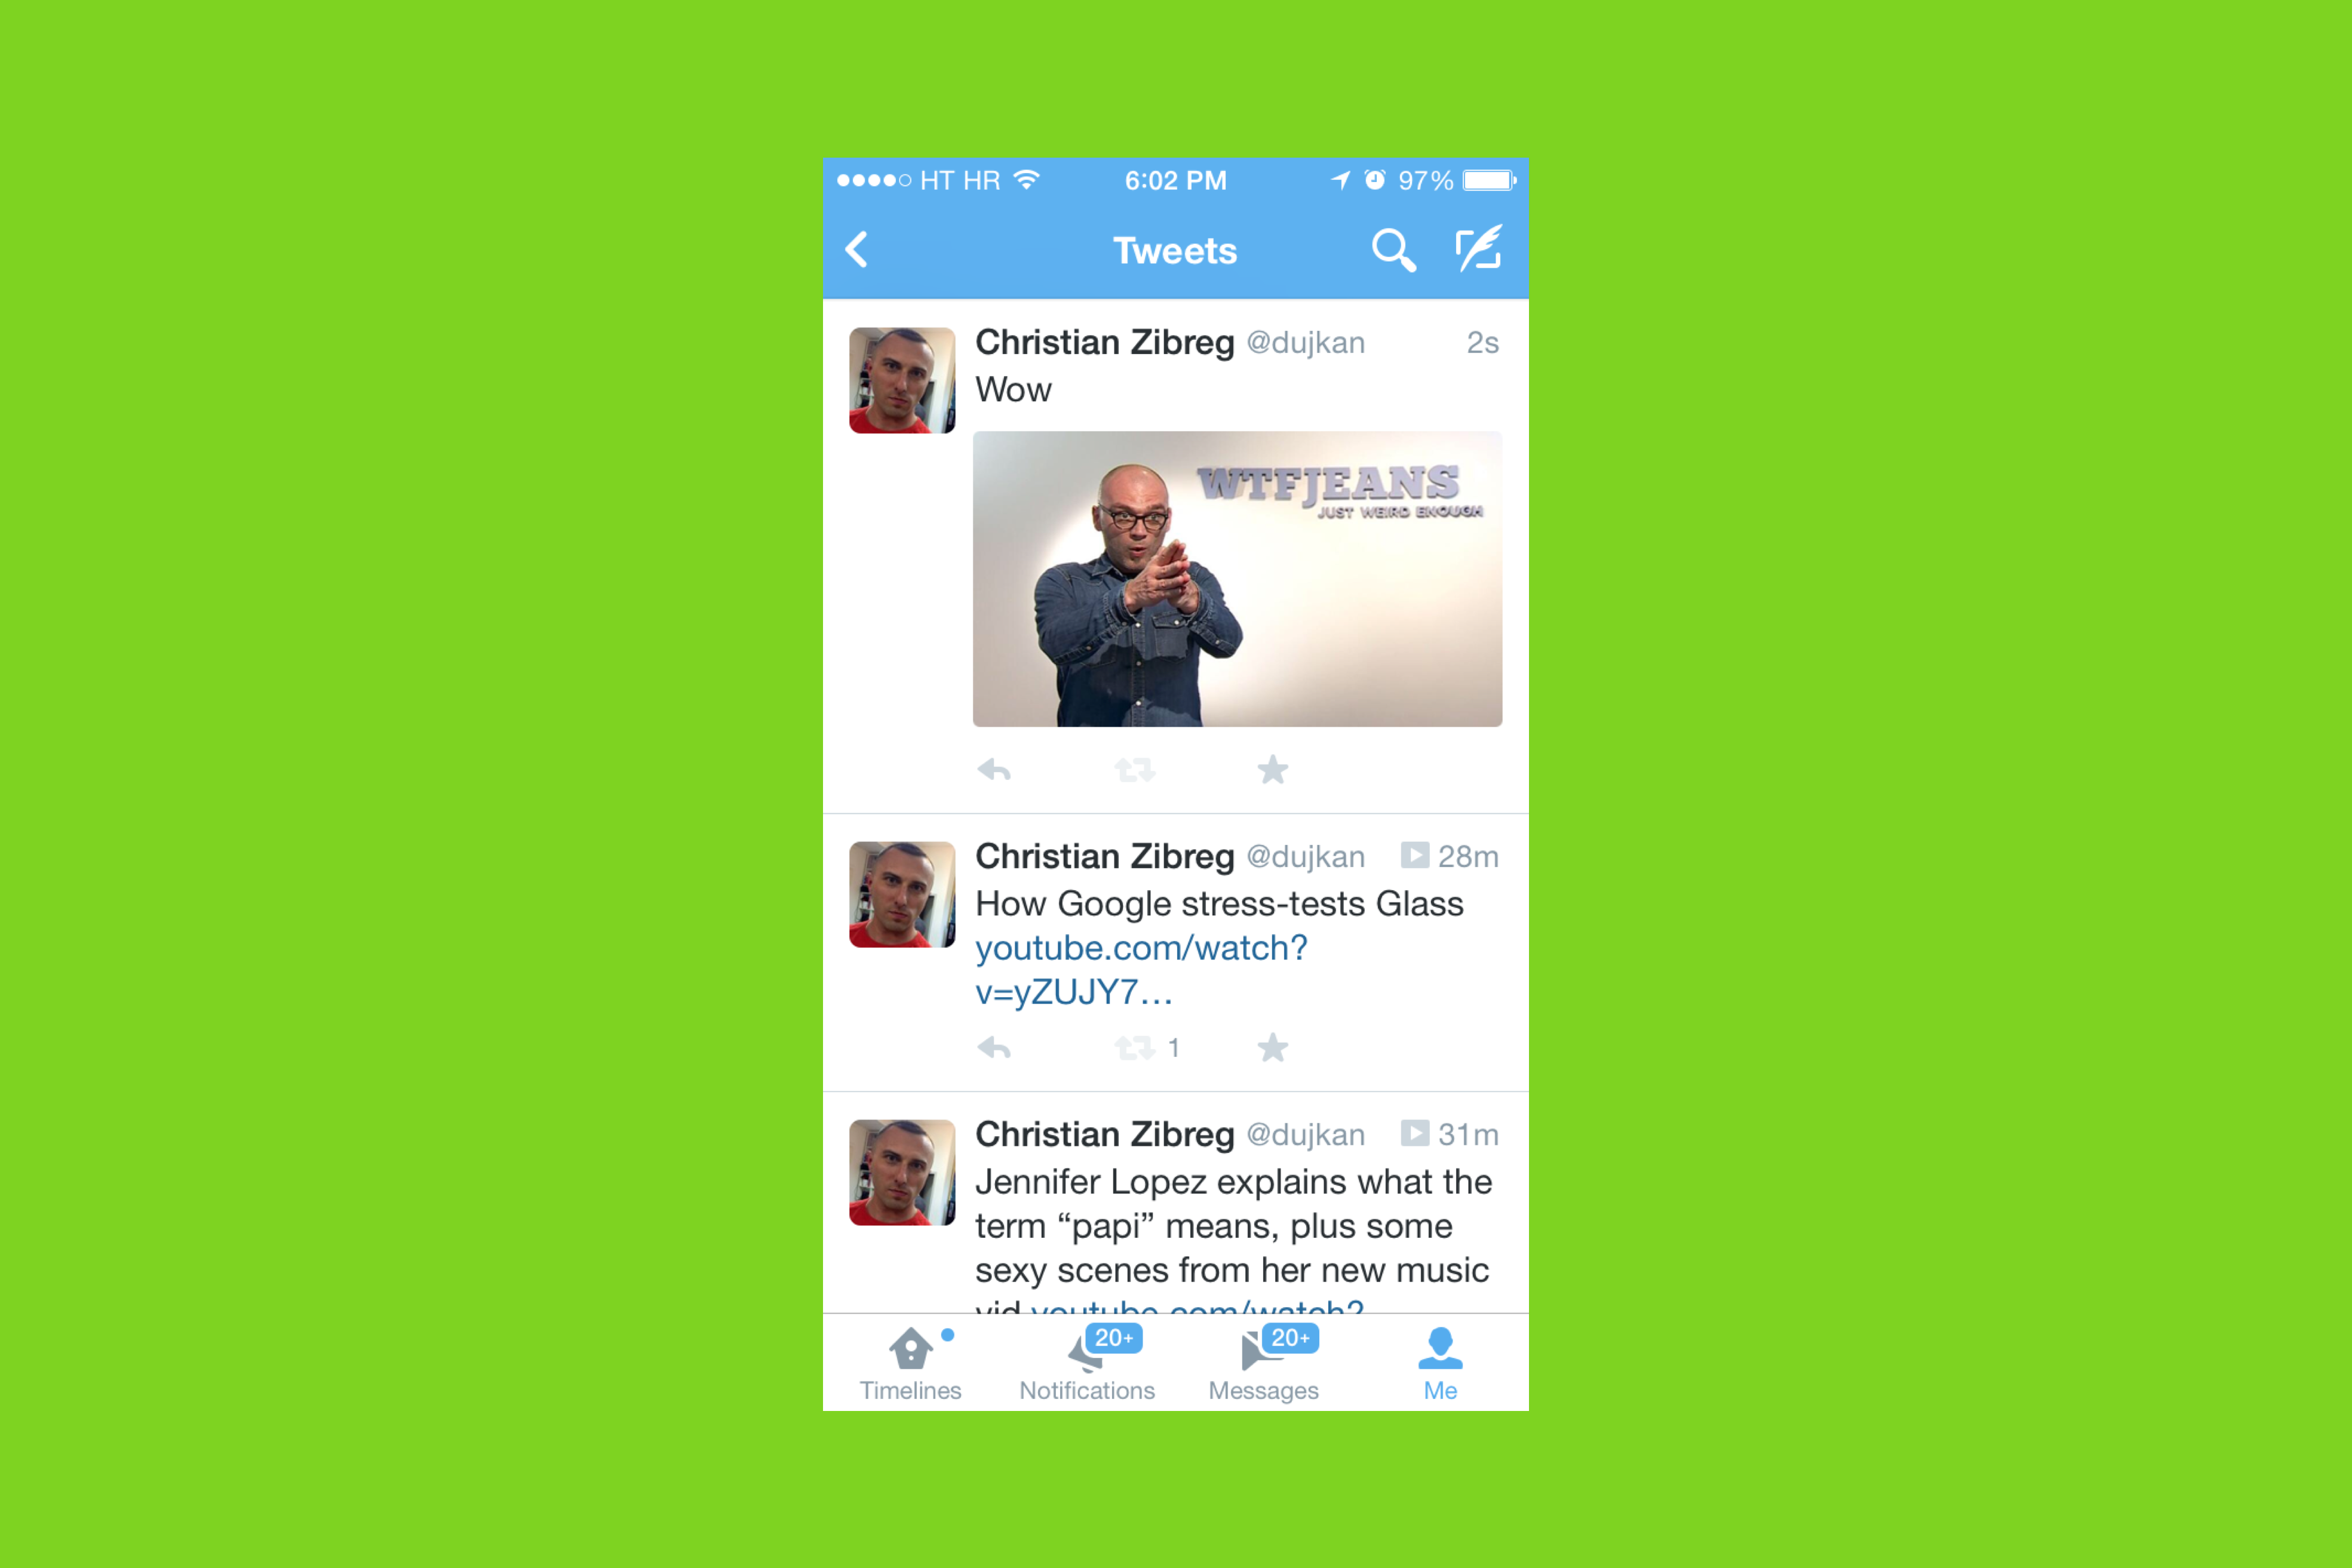 HT HR 6:02 PM 97%
Tweets
Christian Zibreg @dujkan 2s
Wow
WTFJEANS
JUST WEIRD ENOUGH
Christian Zibreg @dujkan 28m
How Google stress-tests Glass
youtube.com/watch?
v=yZUJY7…
1
Christian Zibreg @dujkan 31m
Jennifer Lopez explains what the
term “papi” means, plus some
sexy scenes from her new music
vid youtube.com/watch?
20+ 20+
Timelines Notifications Messages Me